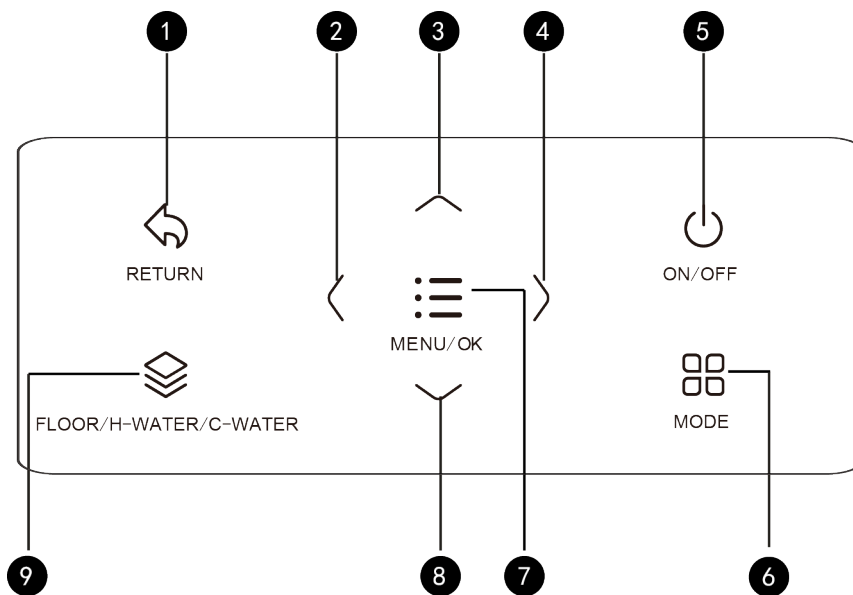 1 2 3 4 5
RETURN
ON/OFF
MENU/OK
FLOOR/H-WATER/C-WATER
MODE
9 8 7 6